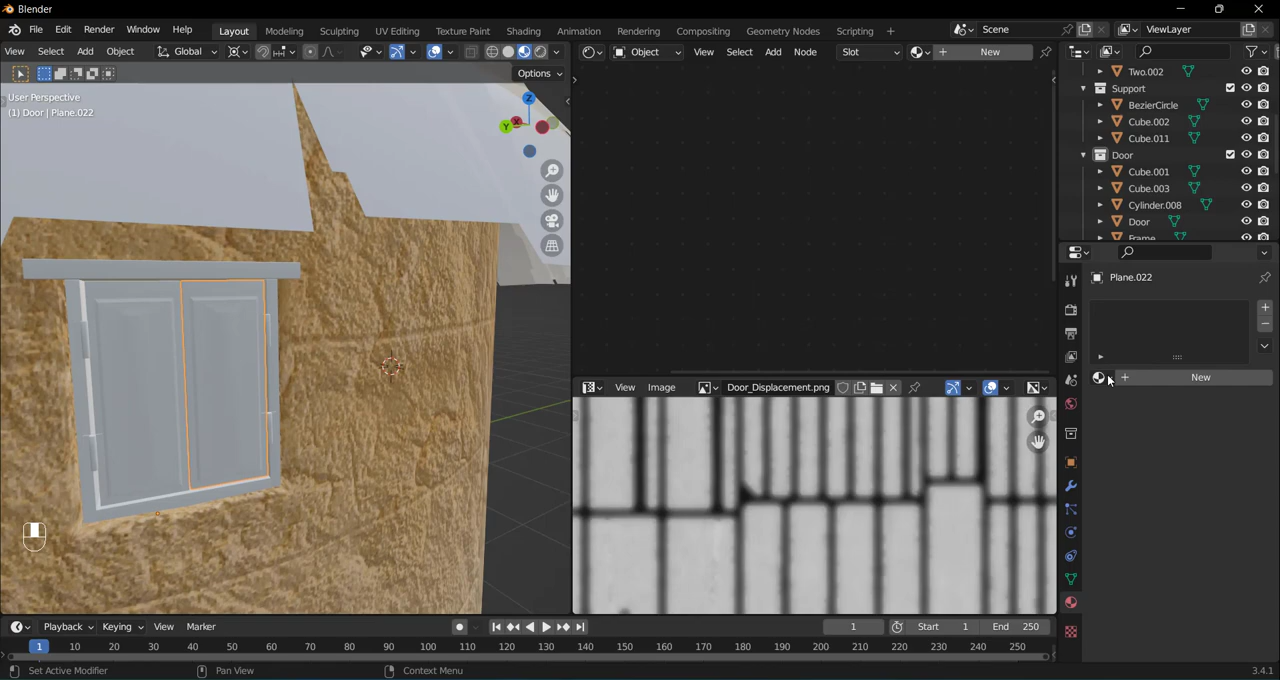 Blender
File Edit Render Window Help
Layout Modeling Sculpting UV Editing Texture Paint Shading Animation Rendering Compositing Geometry Nodes Scripting +
Scene
ViewLayer
View Select Add Object Global
Object View Select Add Node Slot New
Options
User Perspective
(1) Door | Plane.022
Z
Y
X
Two.002
Support
BezierCircle
Cube.002
Cube.011
Door
Cube.001
Cube.003
Cylinder.008
Door
Frame
Plane.022
New
View Image Door_Displacement.png
Playback Keying View Marker
1 Start 1 End 250
1 10 20 30 40 50 60 70 80 90 100 110 120 130 140 150 160 170 180 190 200 210 220 230 240 250
Set Active Modifier Pan View Context Menu 3.4.1